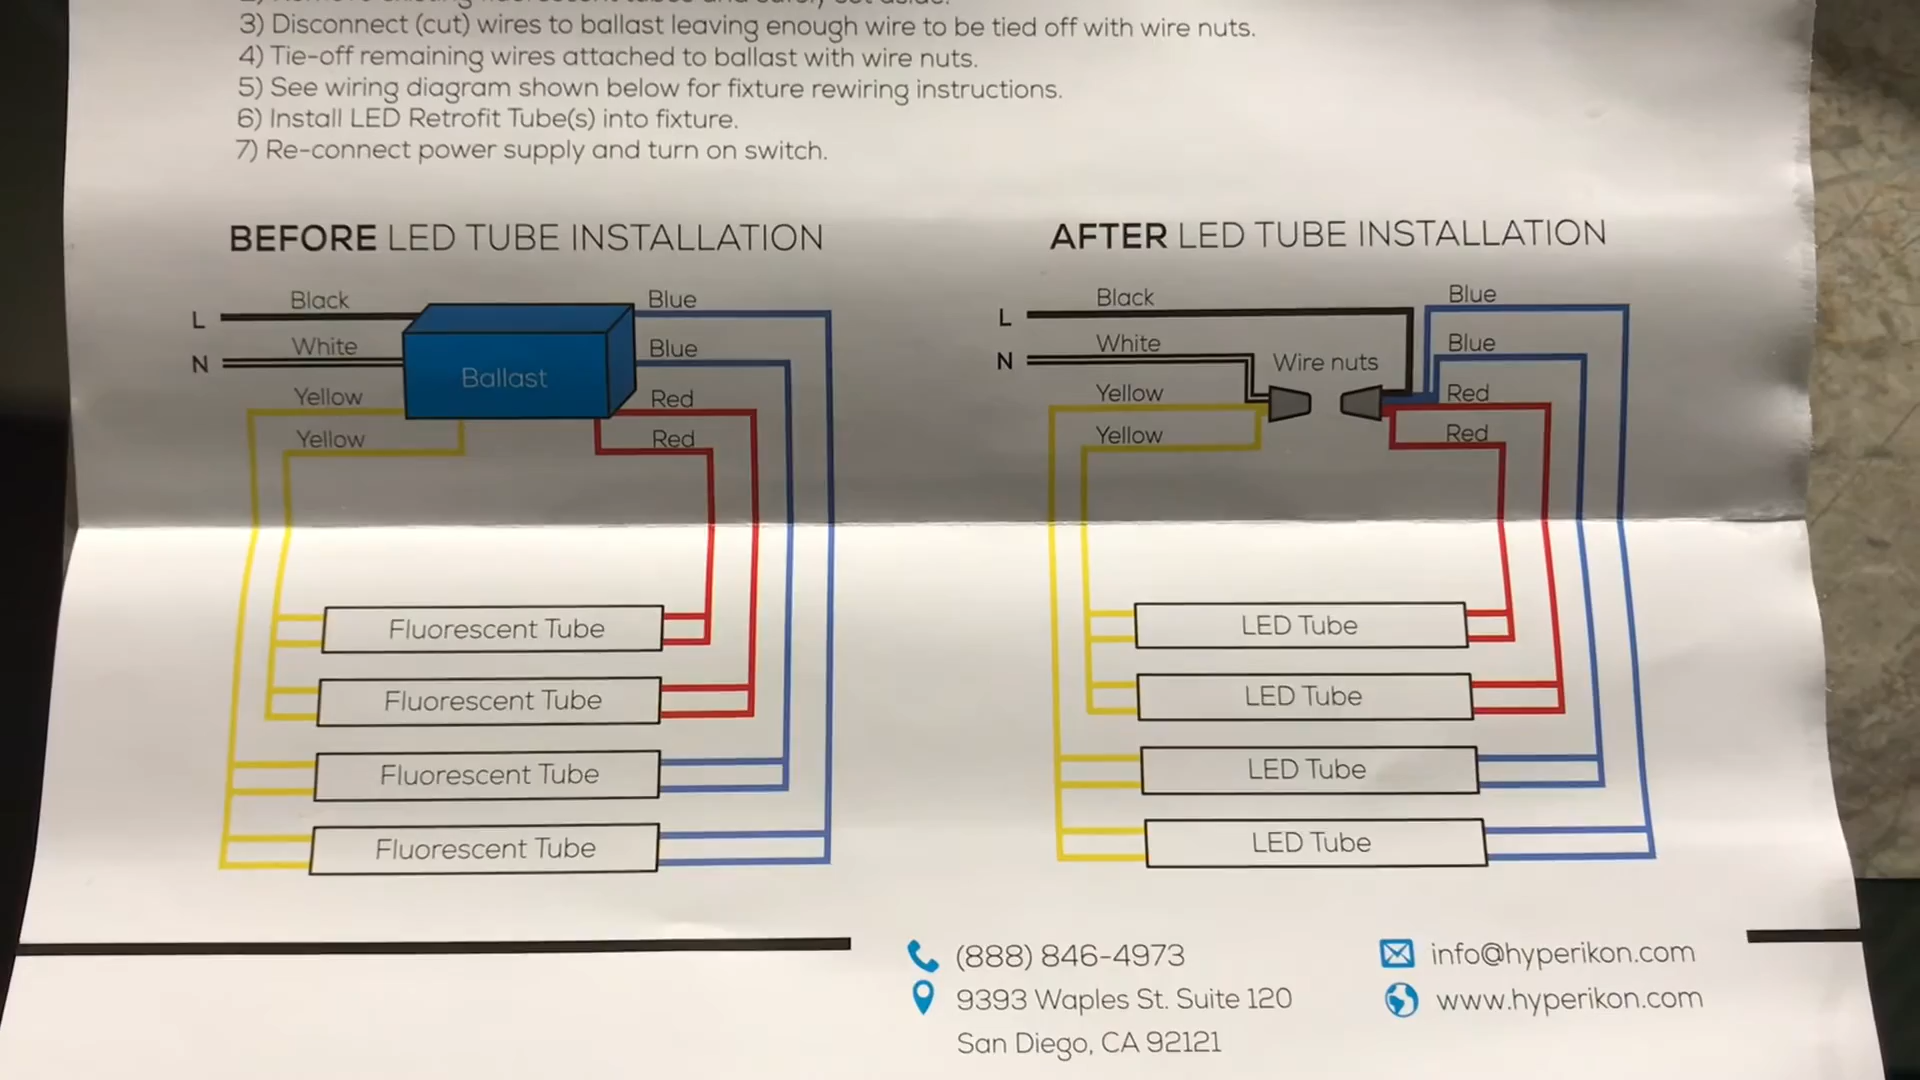 3) Disconnect (cut) wires to ballast leaving enough wire to be tied off with wire nuts.
4) Tie-off remaining wires attached to ballast with wire nuts.
5) See wiring diagram shown below for fixture rewiring instructions.
6) Install LED Retrofit Tube(s) into fixture.
7) Re-connect power supply and turn on switch.
BEFORE LED TUBE INSTALLATION
L
Black
N
White
Yellow
Yellow
Ballast
Blue
Blue
Red
Red
Fluorescent Tube
Fluorescent Tube
Fluorescent Tube
Fluorescent Tube
AFTER LED TUBE INSTALLATION
L
Black
N
White
Yellow
Yellow
Wire nuts
Blue
Blue
Red
Red
LED Tube
LED Tube
LED Tube
LED Tube
(888) 846-4973
9393 Waples St. Suite 120
San Diego, CA 92121
info@hyperikon.com
www.hyperikon.com